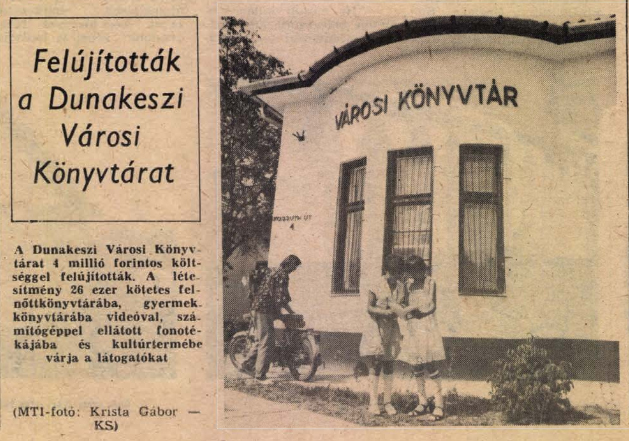 Felújították
a Dunakeszi
Városi
Könyvtárat
A Dunakeszi Városi Könyv-
tárat 4 millió forintos költ-
séggel felújították. A léte-
sítmény 26 ezer kötetes fel-
nőttkönyvtárába, gyermek-
könyvtárába videóval, szá-
mítógéppel ellátott fonoté-
kájába és kultúrtermébe
várja a látogatókat
(MTI-fotó: Krista Gábor —
KS)
VÁROSI KÖNYVTÁR
4